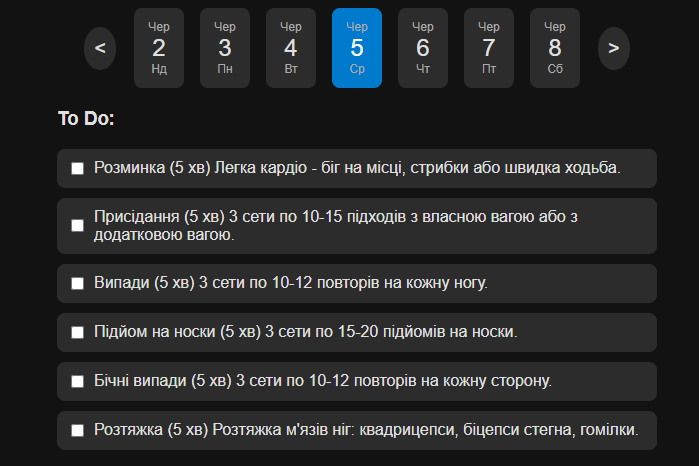 <
Чер
2
Нд
Чер
3
Пн
Чер
4
Вт
Чер
5
Ср
Чер
6
Чт
Чер
7
Пт
Чер
8
Сб
>
To Do:
Розминка (5 хв) Легка кардіо - біг на місці, стрибки або швидка ходьба.
Присідання (5 хв) 3 сети по 10-15 підходів з власною вагою або з
додатковою вагою.
Випади (5 хв) 3 сети по 10-12 повторів на кожну ногу.
Підйом на носки (5 хв) 3 сети по 15-20 підйомів на носки.
Бічні випади (5 хв) 3 сети по 10-12 повторів на кожну сторону.
Розтяжка (5 хв) Розтяжка м'язів ніг: квадрицепси, біцепси стегна, гомілки.